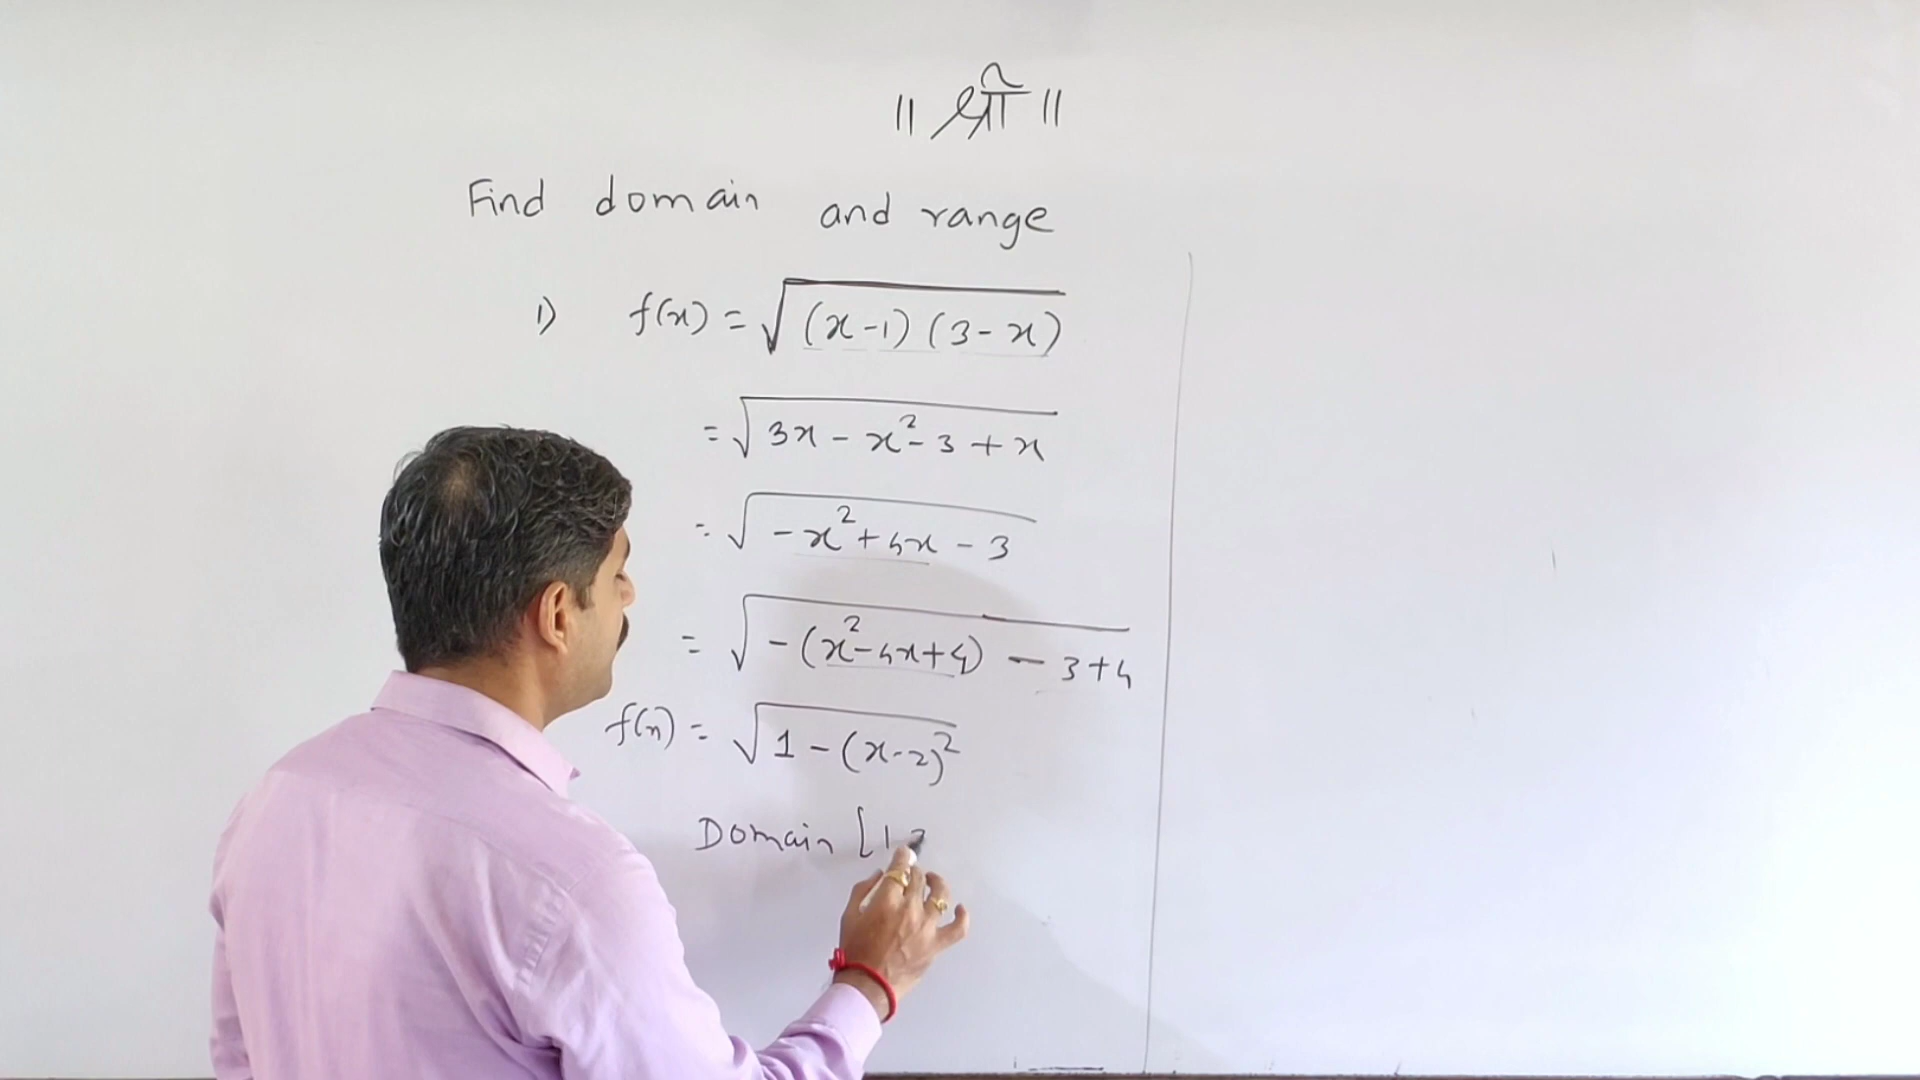 ॥ श्री ॥
Find domain and range
1) f(x) = √(x-1)(3-x)
= √3x - x² - 3 + x
= √-x² + 4x - 3
= √-(x² - 4x + 4) - 3 + 4
f(x) = √1 - (x-2)²
Domain [1